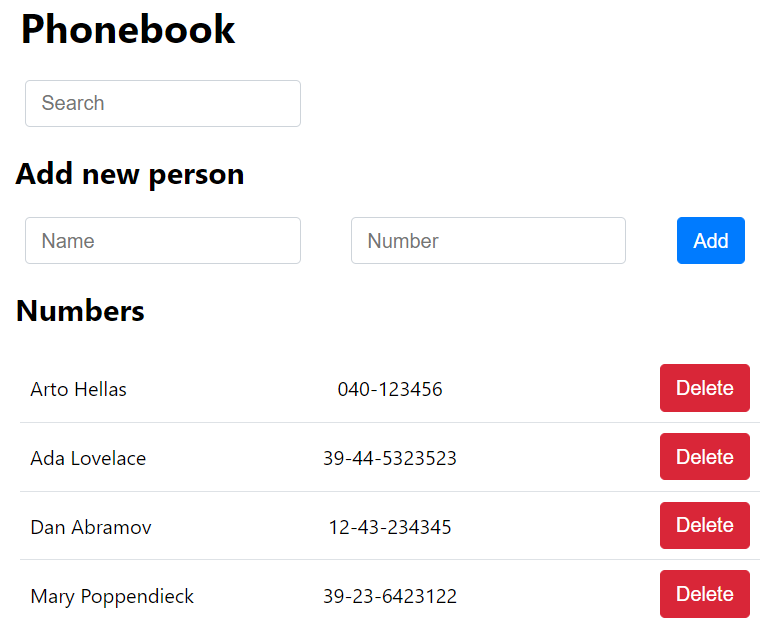 Phonebook
Search
Add new person
Name Number Add
Numbers
Arto Hellas 040-123456 Delete
Ada Lovelace 39-44-5323523 Delete
Dan Abramov 12-43-234345 Delete
Mary Poppendieck 39-23-6423122 Delete